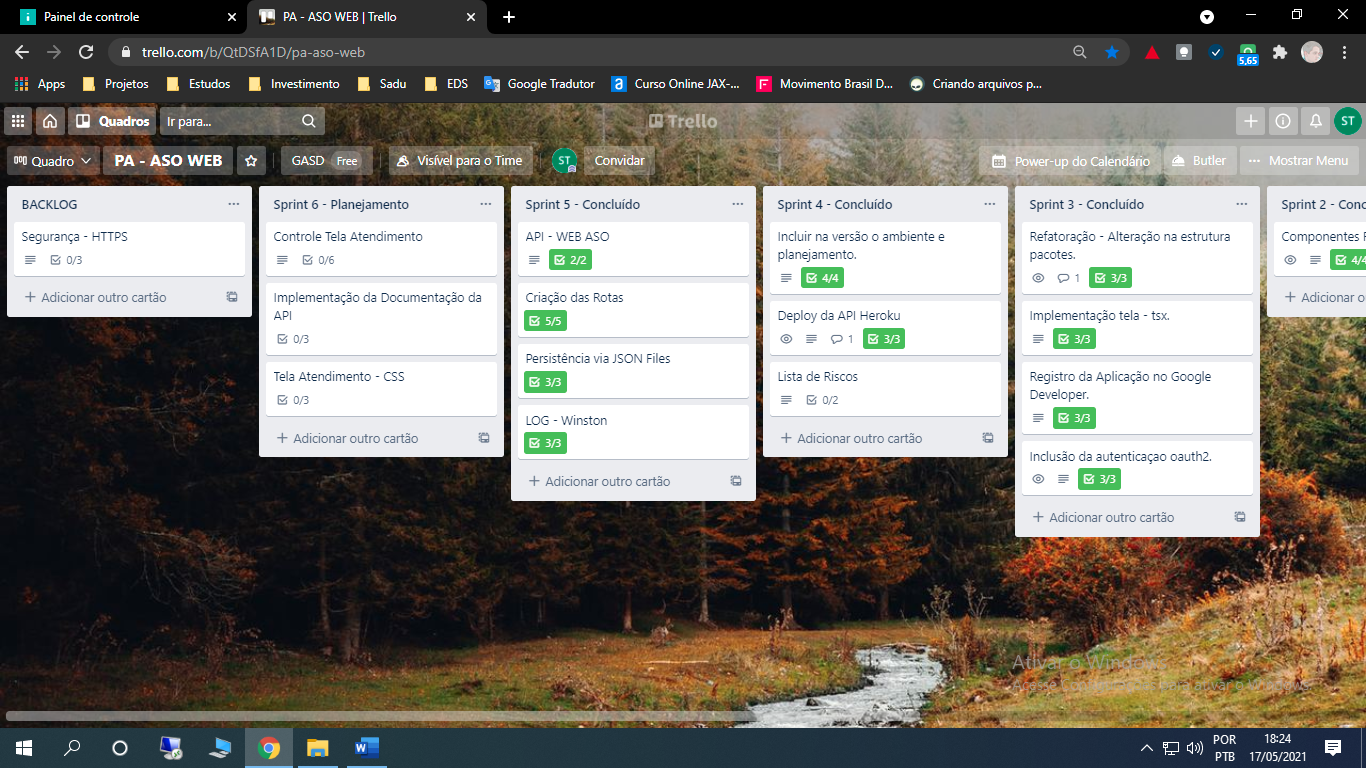 Painel de controle
PA - ASO WEB | Trello
trello.com/b/QtDSfA1D/pa-aso-web
5,65
Apps
Projetos
Estudos
Investimento
Sadu
EDS
Google Tradutor
Curso Online JAX-...
Movimento Brasil D...
Criando arquivos p...
Quadros
Ir para...
Trello
ST
Quadro
PA - ASO WEB
GASD Free
Visível para o Time
ST
Convidar
Power-up do Calendário
Butler
Mostrar Menu
BACKLOG
Segurança - HTTPS
0/3
+ Adicionar outro cartão
Sprint 6 - Planejamento
Controle Tela Atendimento
0/6
Implementação da Documentação da
API
0/3
Tela Atendimento - CSS
0/3
+ Adicionar outro cartão
Sprint 5 - Concluído
API - WEB ASO
2/2
Criação das Rotas
5/5
Persistência via JSON Files
3/3
LOG - Winston
3/3
+ Adicionar outro cartão
Sprint 4 - Concluído
Incluir na versão o ambiente e
planejamento.
4/4
Deploy da API Heroku
1 3/3
Lista de Riscos
0/2
+ Adicionar outro cartão
Sprint 3 - Concluído
Refatoração - Alteração na estrutura
pacotes.
1 3/3
Implementação tela - tsx.
3/3
Registro da Aplicação no Google
Developer.
3/3
Inclusão da autenticaçao oauth2.
3/3
+ Adicionar outro cartão
Sprint 2 - Conc
Componentes
4/4
+ Adicionar o
Ativar o Windows
POR
PTB
18:24
17/05/2021